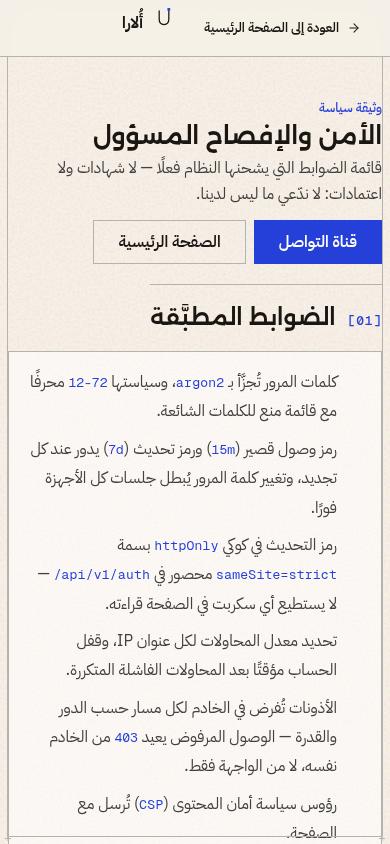 → العودة إلى الصفحة الرئيسية
ألارا
وثيقة سياسة
الأمن والإفصاح المسؤول
قائمة الضوابط التي يشحنها النظام فعلًا — لا شهادات ولا
اعتمادات: لا ندّعي ما ليس لدينا.
قناة التواصل
الصفحة الرئيسية
[01] الضوابط المطبَّقة
كلمات المرور تُجزَّأ بـ argon2، وسياستها 12–72 محرفًا
مع قائمة منع للكلمات الشائعة.
رمز وصول قصير (15m) ورمز تحديث (7d) يدور عند كل
تجديد، وتغيير كلمة المرور يُبطل جلسات كل الأجهزة
فورًا.
رمز التحديث في كوكي httpOnly بسمة
sameSite=strict محصور في /api/v1/auth —
لا يستطيع أي سكربت في الصفحة قراءته.
تحديد معدل المحاولات لكل عنوان IP، وقفل
الحساب مؤقتًا بعد المحاولات الفاشلة المتكررة.
الأذونات تُفرض في الخادم لكل مسار حسب الدور
والقدرة — الوصول المرفوض يعيد 403 من الخادم
نفسه، لا من الواجهة فقط.
رؤوس سياسة أمان المحتوى (CSP) تُرسل مع
الصفحة.